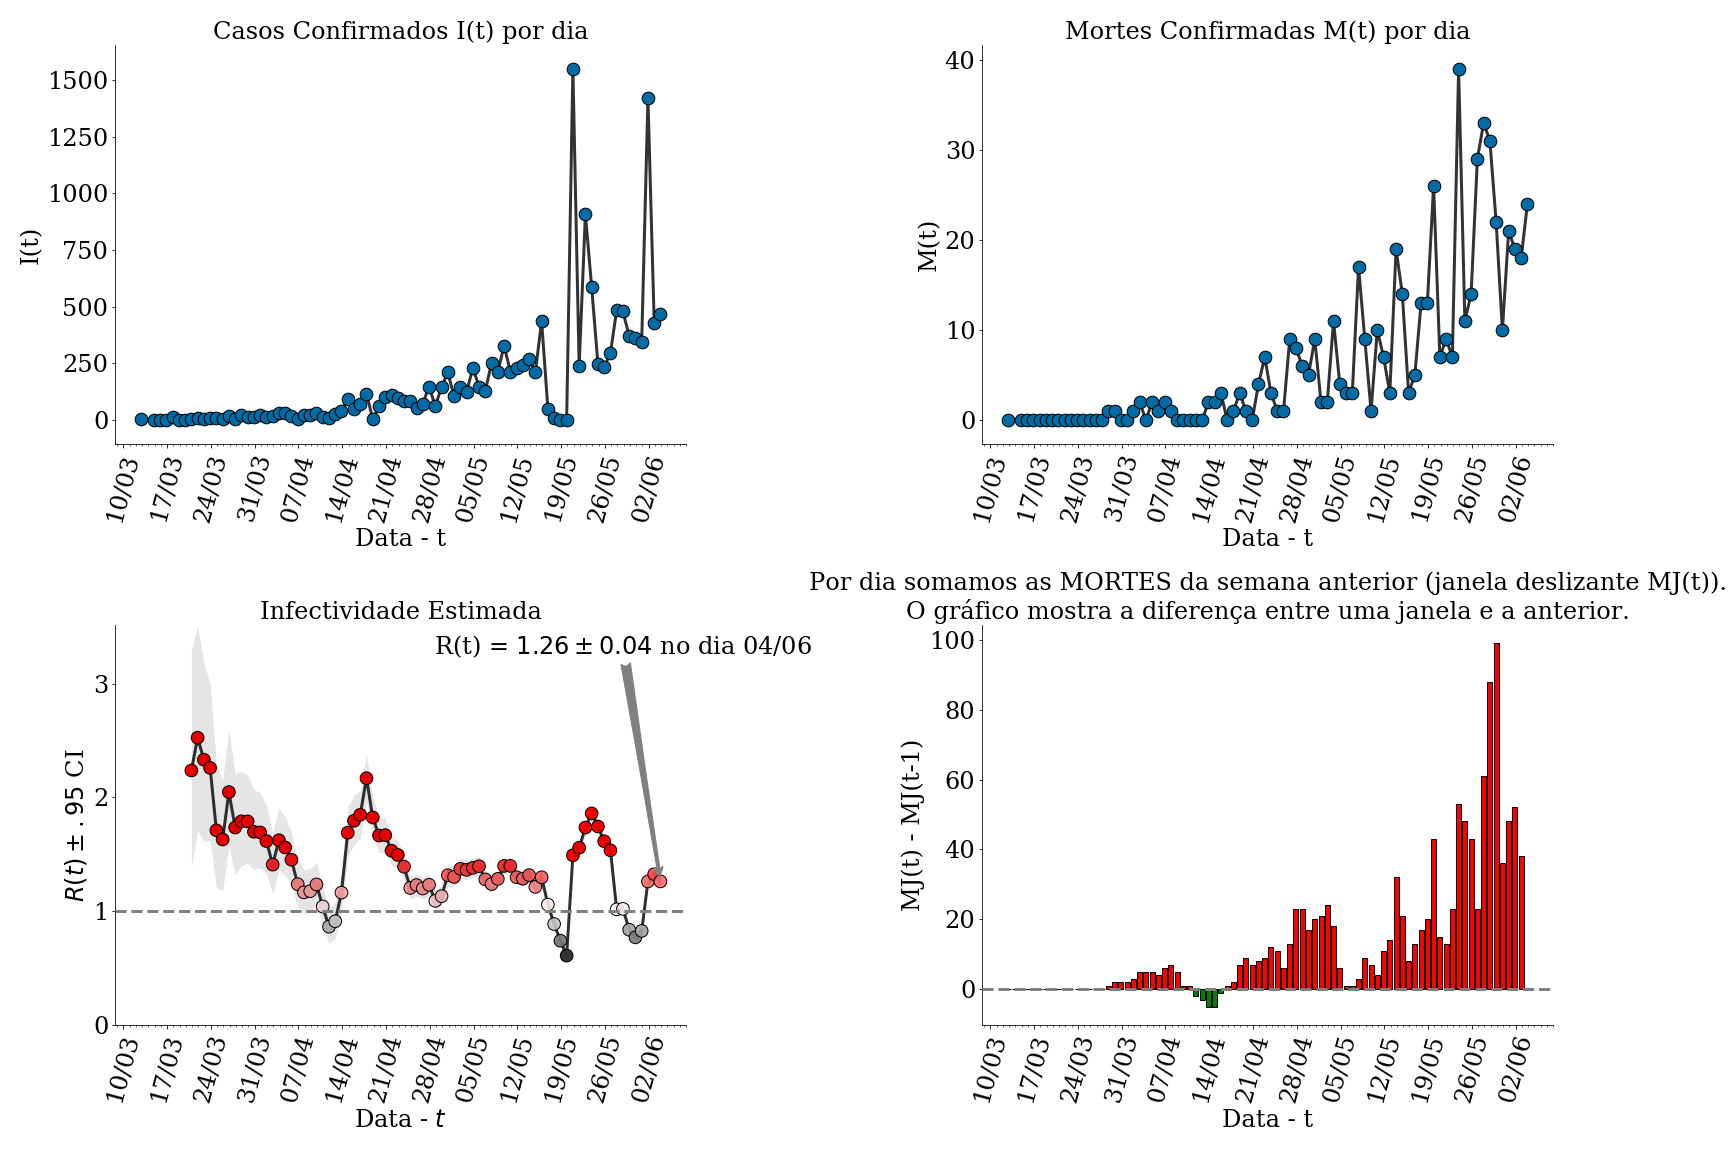 Casos Confirmados I(t) por dia
I(t)
1500
1250
1000
750
500
250
0
10/03 17/03 24/03 31/03 07/04 14/04 21/04 28/04 05/05 12/05 19/05 26/05 02/06
Data - t
Mortes Confirmadas M(t) por dia
M(t)
40
30
20
10
0
10/03 17/03 24/03 31/03 07/04 14/04 21/04 28/04 05/05 12/05 19/05 26/05 02/06
Data - t
Infectividade Estimada
R(t) = 1.26 ± 0.04 no dia 04/06
R(t) ± .95 CI
3
2
1
0
10/03 17/03 24/03 31/03 07/04 14/04 21/04 28/04 05/05 12/05 19/05 26/05 02/06
Data - t
Por dia somamos as MORTES da semana anterior (janela deslizante MJ(t)).
O gráfico mostra a diferença entre uma janela e a anterior.
MJ(t) - MJ(t-1)
100
80
60
40
20
0
10/03 17/03 24/03 31/03 07/04 14/04 21/04 28/04 05/05 12/05 19/05 26/05 02/06
Data - t